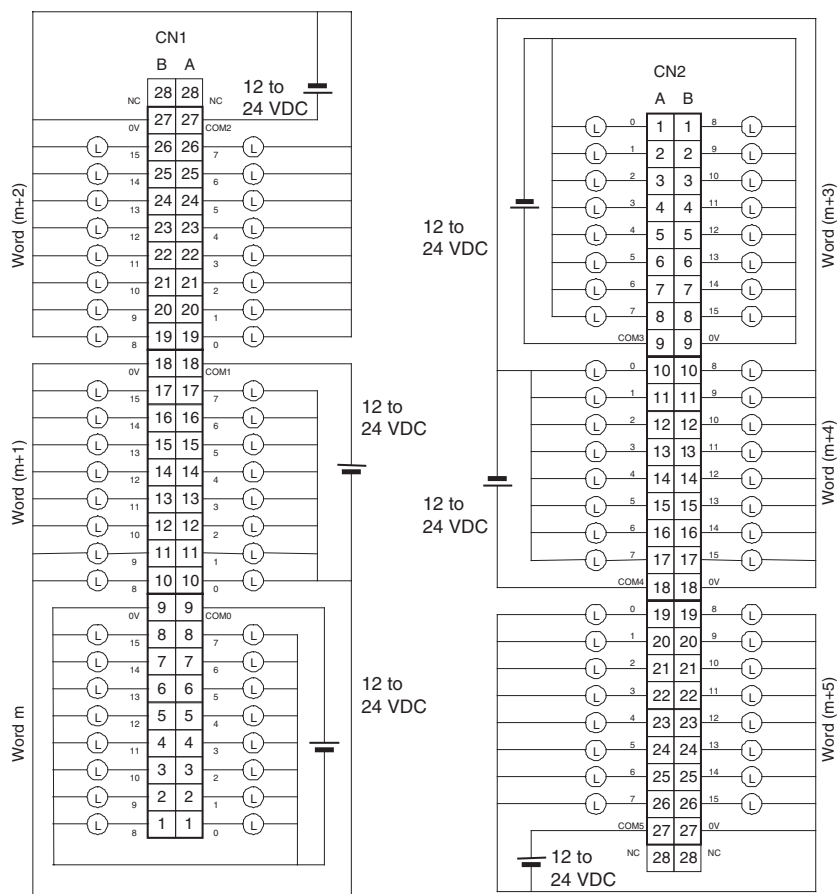 CN1
B A
NC 28 28 NC
12 to
24 VDC
0V 27 27 COM2
Word (m+2)
L 15 26 26 7 L
L 14 25 25 6 L
L 13 24 24 5 L
L 12 23 23 4 L
L 11 22 22 3 L
L 10 21 21 2 L
L 9 20 20 1 L
L 8 19 19 0 L
0V 18 18 COM1
Word (m+1)
L 15 17 17 7 L
L 14 16 16 6 L
L 13 15 15 5 L
L 12 14 14 4 L
L 11 13 13 3 L
L 10 12 12 2 L
L 9 11 11 1 L
L 8 10 10 0 L
12 to
24 VDC
0V 9 9 COM0
Word m
L 15 8 8 7 L
L 14 7 7 6 L
L 13 6 6 5 L
L 12 5 5 4 L
L 11 4 4 3 L
L 10 3 3 2 L
L 9 2 2 1 L
L 8 1 1 0 L
12 to
24 VDC
CN2
A B
L 0 1 1 8 L
L 1 2 2 9 L
L 2 3 3 10 L
L 3 4 4 11 L
L 4 5 5 12 L
L 5 6 6 13 L
L 6 7 7 14 L
L 7 8 8 15 L
COM3 9 9 0V
Word (m+3)
12 to
24 VDC
L 0 10 10 8 L
L 1 11 11 9 L
L 2 12 12 10 L
L 3 13 13 11 L
L 4 14 14 12 L
L 5 15 15 13 L
L 6 16 16 14 L
L 7 17 17 15 L
COM4 18 18 0V
Word (m+4)
12 to
24 VDC
L 0 19 19 8 L
L 1 20 20 9 L
L 2 21 21 10 L
L 3 22 22 11 L
L 4 23 23 12 L
L 5 24 24 13 L
L 6 25 25 14 L
L 7 26 26 15 L
COM5 27 27 0V
Word (m+5)
NC 28 28 NC
12 to
24 VDC